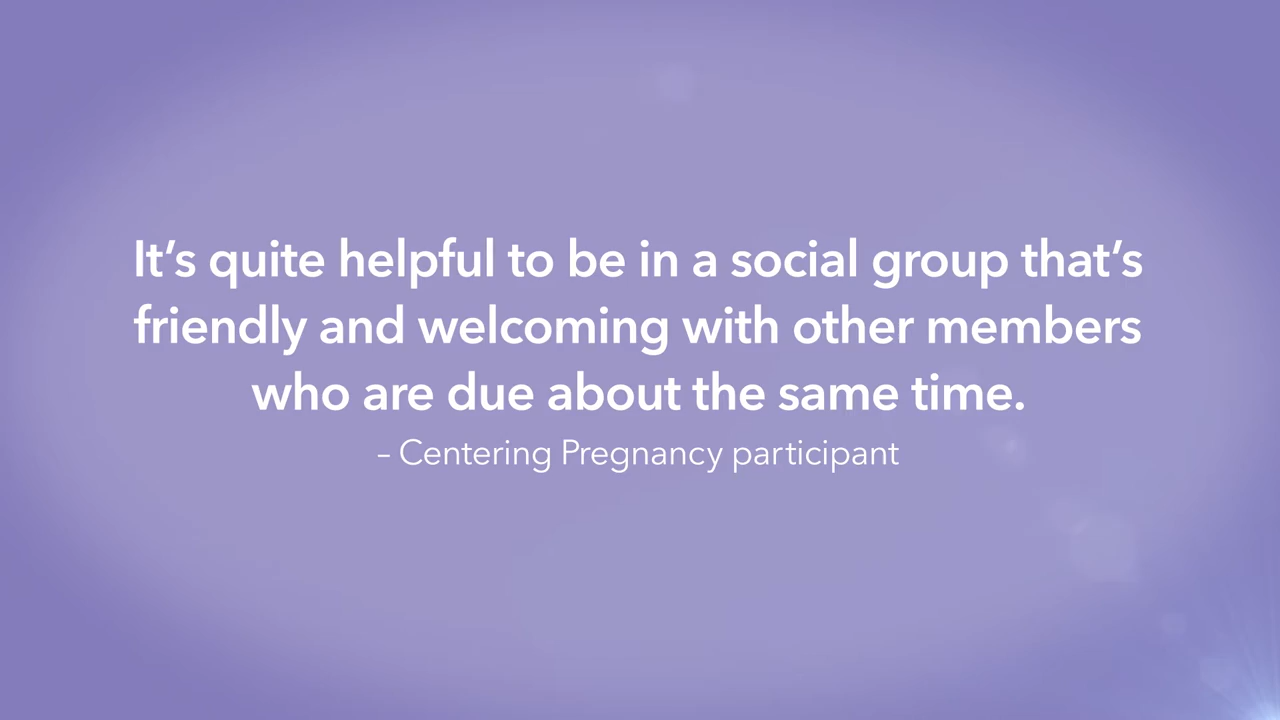 It’s quite helpful to be in a social group that’s
friendly and welcoming with other members
who are due about the same time.
– Centering Pregnancy participant